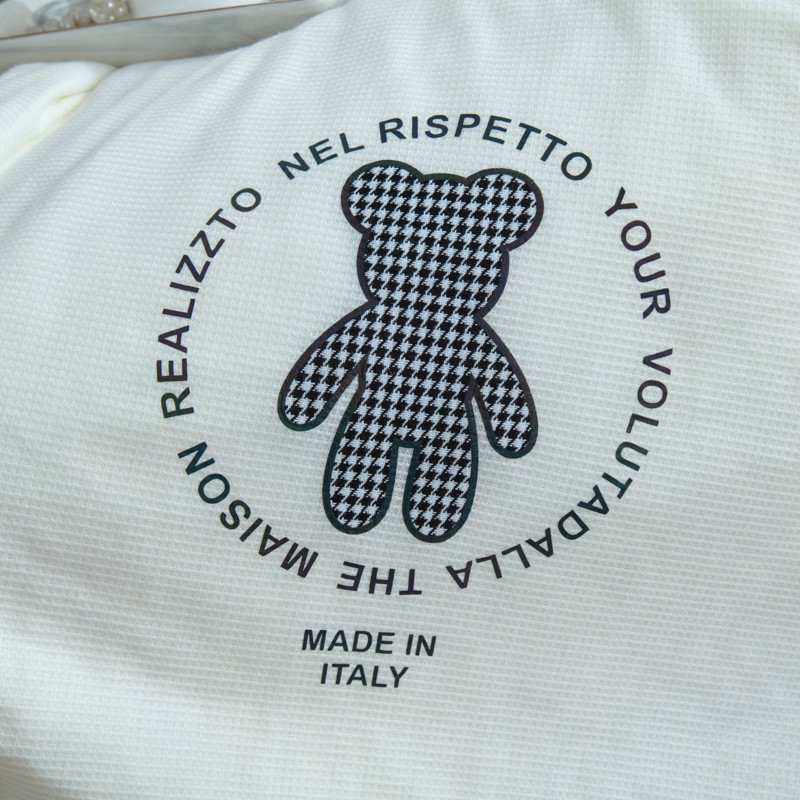 REALIZZTO NEL RISPETTO YOUR VOLUTADALLA THE MAISON
MADE IN
ITALY